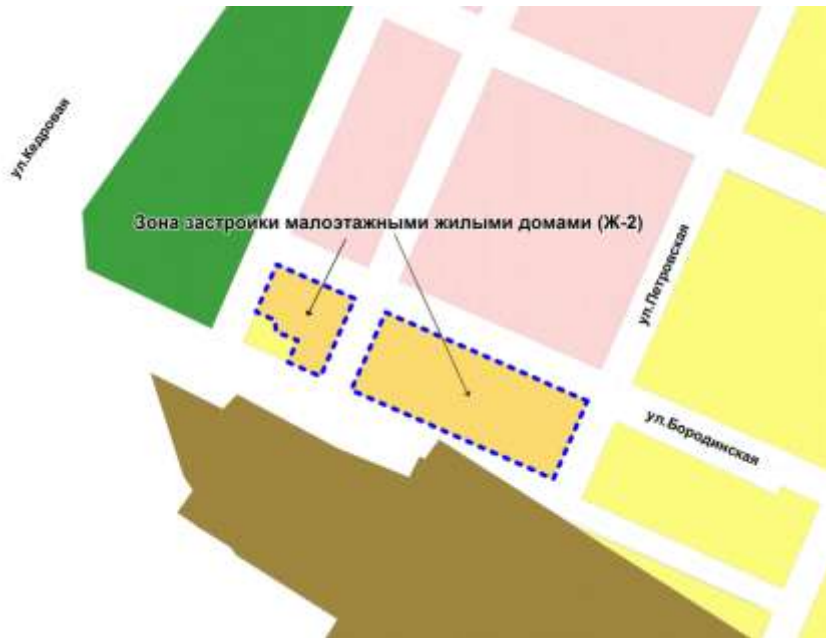 ул.Кедровая
Зона застройки малоэтажными жилыми домами (Ж-2)
ул.Петровская
ул.Бородинская